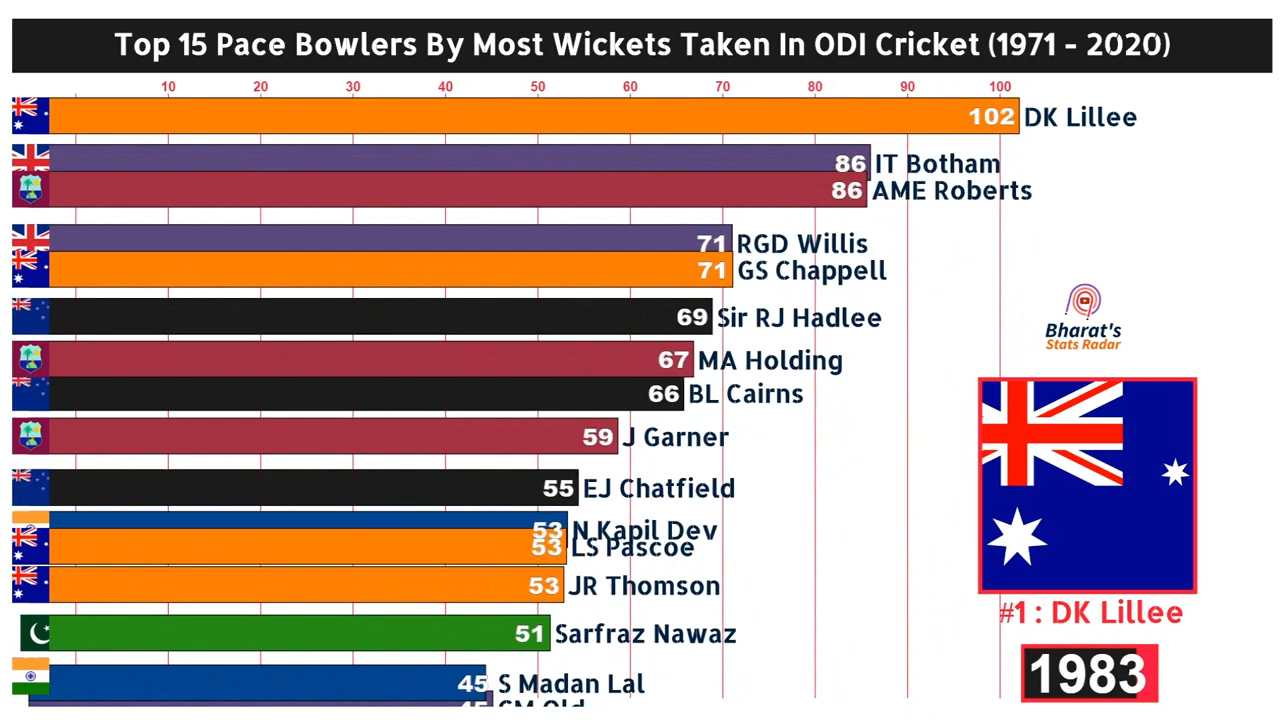 Top 15 Pace Bowlers By Most Wickets Taken In ODI Cricket (1971 - 2020)
10 20 30 40 50 60 70 80 90 100
102 DK Lillee
86 IT Botham
86 AME Roberts
71 RGD Willis
71 GS Chappell
69 Sir RJ Hadlee
67 MA Holding
66 BL Cairns
59 J Garner
55 EJ Chatfield
53 N Kapil Dev
53 LS Pascoe
53 JR Thomson
51 Sarfraz Nawaz
45 S Madan Lal
45 CM Old
Bharat's
Stats Radar
#1 : DK Lillee
1983